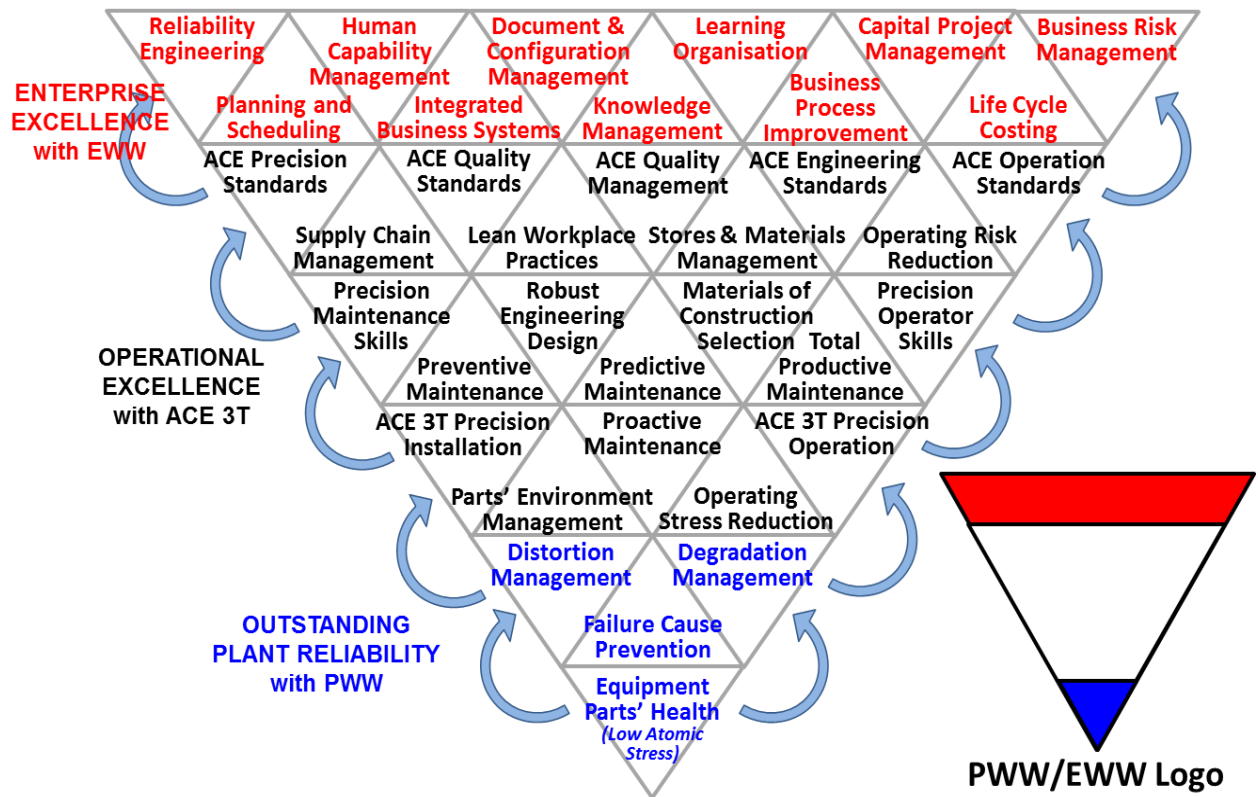 Reliability
Engineering
Human
Capability
Management
Document &
Configuration
Management
Learning
Organisation
Capital Project
Management
Business Risk
Management
ENTERPRISE
EXCELLENCE
with EWW
Planning and
Scheduling
Integrated
Business Systems
Knowledge
Management
Business
Process
Improvement
Life Cycle
Costing
ACE Precision
Standards
ACE Quality
Standards
ACE Quality
Management
ACE Engineering
Standards
ACE Operation
Standards
Supply Chain
Management
Lean Workplace
Practices
Stores & Materials
Management
Operating Risk
Reduction
Precision
Maintenance
Skills
Robust
Engineering
Design
Materials of
Construction
Selection
Precision
Operator
Skills
OPERATIONAL
EXCELLENCE
with ACE 3T
Preventive
Maintenance
Predictive
Maintenance
Total
Productive
Maintenance
ACE 3T Precision
Installation
Proactive
Maintenance
ACE 3T Precision
Operation
Parts' Environment
Management
Operating
Stress Reduction
Distortion
Management
Degradation
Management
OUTSTANDING
PLANT RELIABILITY
with PWW
Failure Cause
Prevention
Equipment
Parts' Health
(Low Atomic
Stress)
PWW/EWW Logo